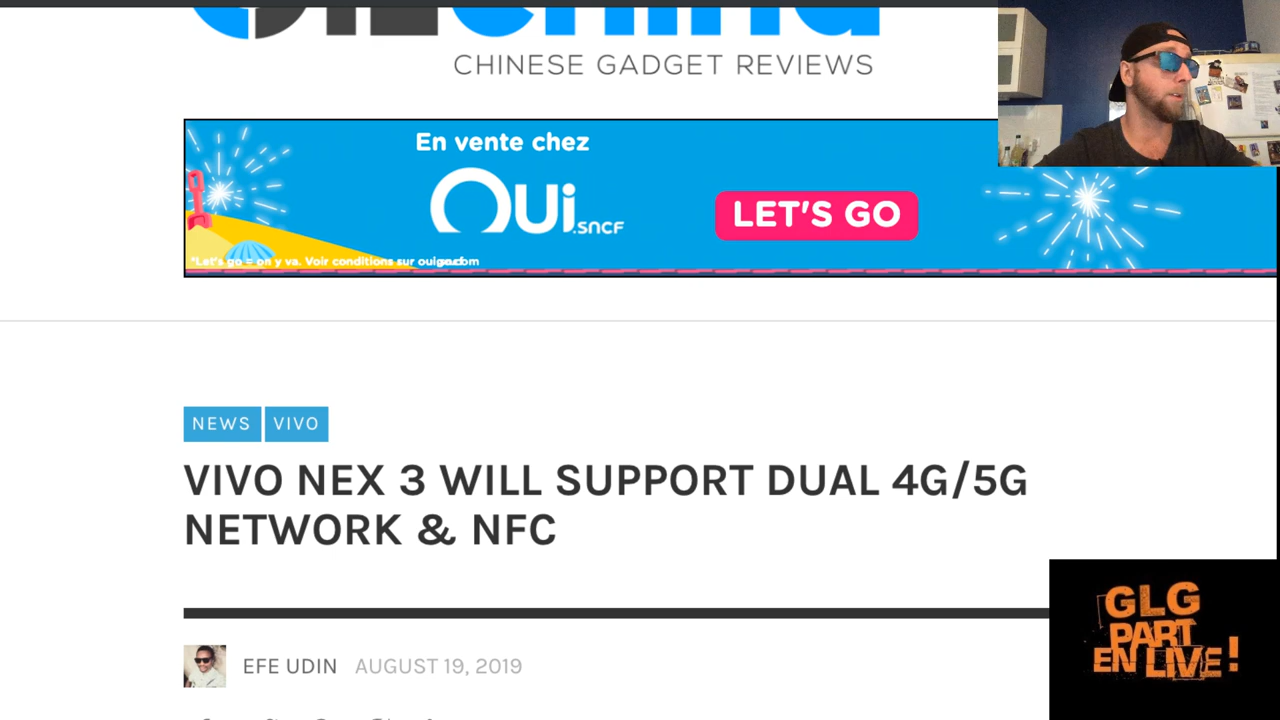 CHINESE GADGET REVIEWS
En vente chez
OUi.sncf
LET'S GO
NEWS
VIVO
VIVO NEX 3 WILL SUPPORT DUAL 4G/5G
NETWORK & NFC
EFE UDIN AUGUST 19, 2019
GLG
PART
EN LIVE !